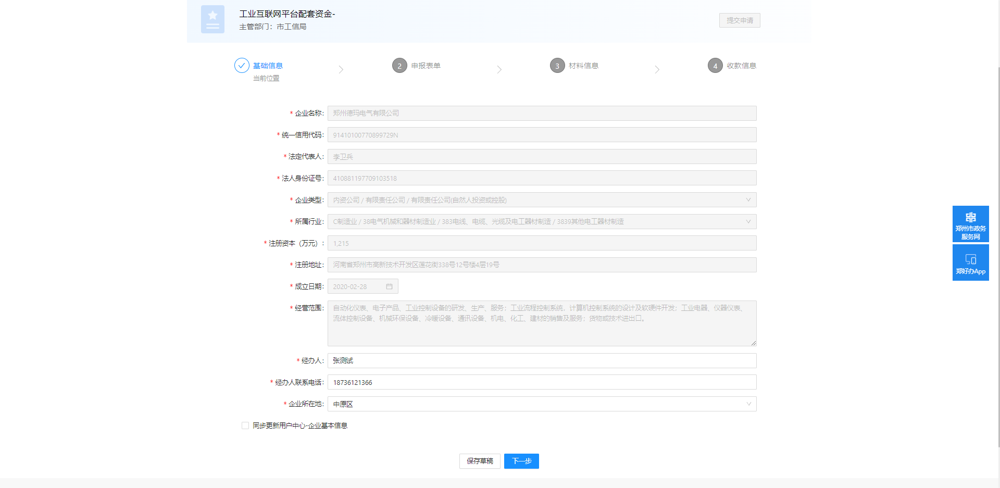 工业互联网平台配套资金-
主管部门：市工信局
提交申请
基础信息
当前位置
2 申报表单
3 材料信息
4 收款信息
* 企业名称: 郑州德玛电气有限公司
* 统一信用代码: 91410100770899729N
* 法定代表人: 李卫兵
* 法人身份证号: 410881197709103518
* 企业类型: 内资公司 / 有限责任公司 / 有限责任公司(自然人投资或控股)
* 所属行业: C制造业 / 38电气机械和器材制造业 / 383电线、电缆、光缆及电工器材制造 / 3839其他电工器材制造
* 注册资本（万元）: 1,215
* 注册地址: 河南省郑州市高新技术开发区莲花街338号12号楼4层19号
* 成立日期: 2020-02-28
* 经营范围: 自动化仪表、电子产品、工业控制设备的研发、生产、服务；工业流程控制系统，计算机控制系统的设计及软硬件开发；工业电器、仪器仪表、
流体控制设备、机械环保设备、冷暖设备、通讯设备、机电、化工、建材的销售及服务；货物或技术进出口。
* 经办人: 张测试
* 经办人联系电话: 18736121366
* 企业所在地: 中原区
同步更新用户中心-企业基本信息
保存草稿
下一步
郑州市政务
服务网
郑好办App